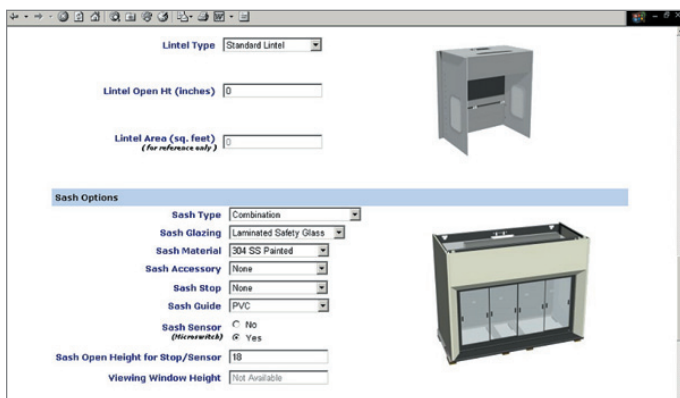 Lintel Type Standard Lintel
Lintel Open Ht (inches) 0
Lintel Area (sq. feet) 0
(for reference only)
Sash Options
Sash Type Combination
Sash Glazing Laminated Safety Glass
Sash Material 304 SS Painted
Sash Accessory None
Sash Stop None
Sash Guide PVC
Sash Sensor No
(Microswitch) Yes
Sash Open Height for Stop/Sensor 18
Viewing Window Height Not Available